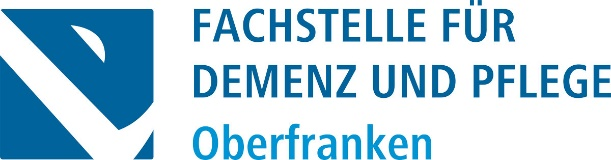 FACHSTELLE FÜR
DEMENZ UND PFLEGE
Oberfranken